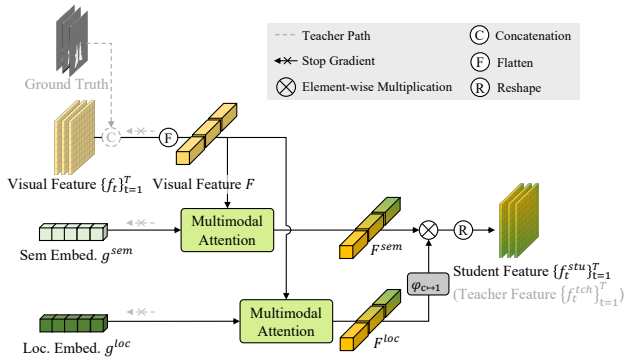 Teacher Path
Stop Gradient
Element-wise Multiplication
C Concatenation
F Flatten
R Reshape
Ground Truth
C
F
Visual Feature {f_t}_{t=1}^T
Visual Feature F
Multimodal
Attention
Sem Embed. g^{sem}
F^{sem}
R
φ_{c↦1}
Student Feature {f_t^{stu}}_{t=1}^T
(Teacher Feature {f_t^{tch}}_{t=1}^T)
Multimodal
Attention
Loc. Embed. g^{loc}
F^{loc}